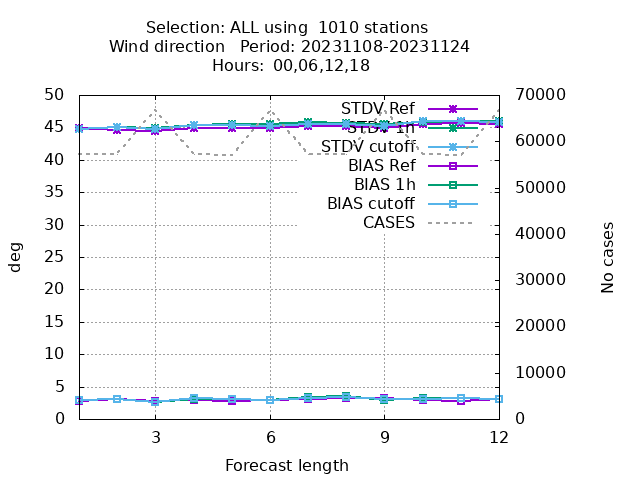 Selection: ALL using  1010 stations
Wind direction   Period: 20231108-20231124
Hours:  00,06,12,18
50
45
40
35
30
25
20
15
10
5
0
70000
60000
50000
40000
30000
20000
10000
0
STDV Ref
STDV 1h
STDV cutoff
BIAS Ref
BIAS 1h
BIAS cutoff
CASES
deg
No cases
3
6
9
12
Forecast length